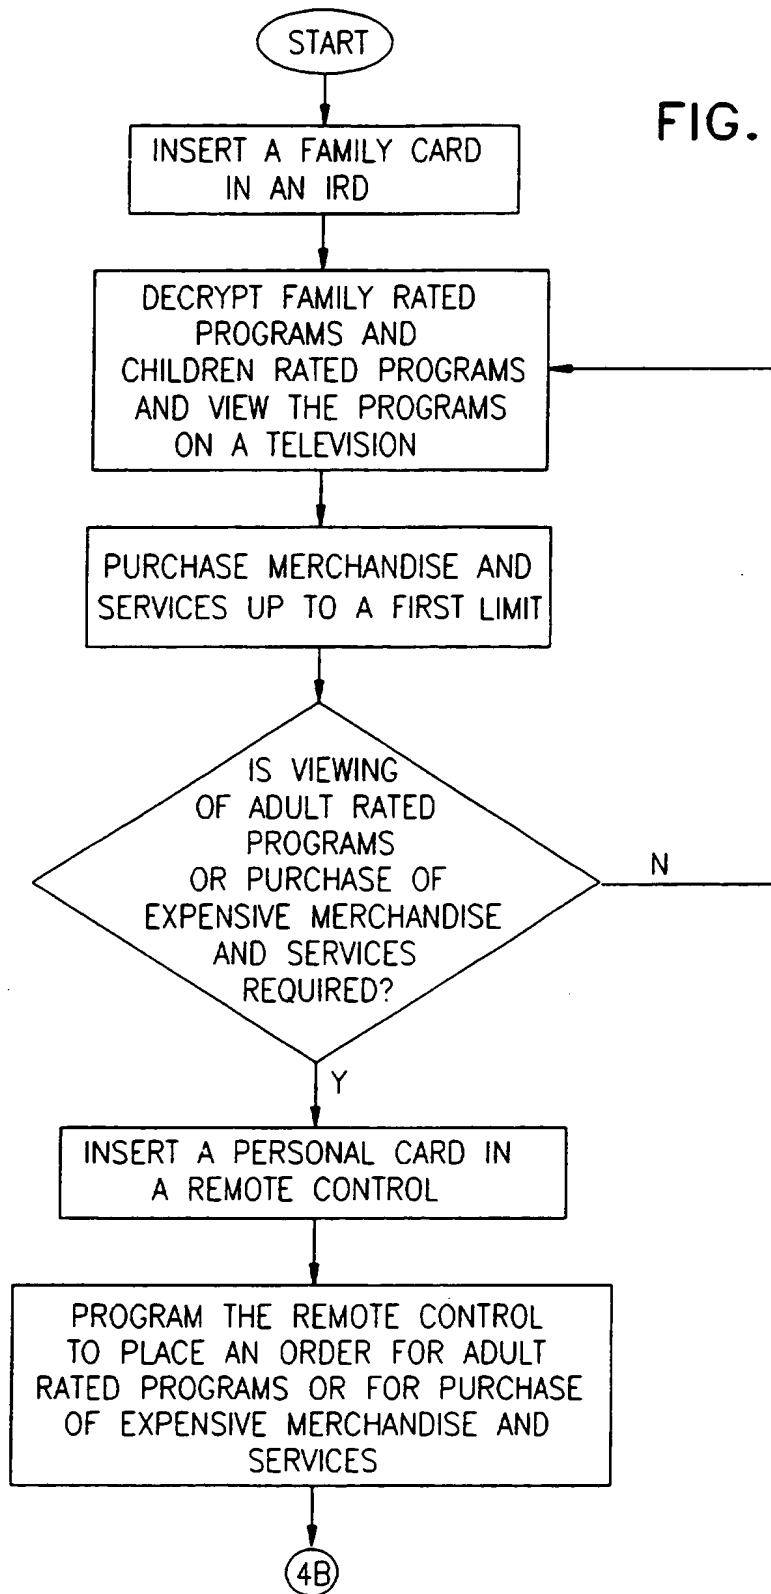 START
FIG.
INSERT A FAMILY CARD
IN AN IRD
DECRYPT FAMILY RATED
PROGRAMS AND
CHILDREN RATED PROGRAMS
AND VIEW THE PROGRAMS
ON A TELEVISION
PURCHASE MERCHANDISE AND
SERVICES UP TO A FIRST LIMIT
IS VIEWING
OF ADULT RATED
PROGRAMS
OR PURCHASE OF
EXPENSIVE MERCHANDISE
AND SERVICES
REQUIRED?
N
Y
INSERT A PERSONAL CARD IN
A REMOTE CONTROL
PROGRAM THE REMOTE CONTROL
TO PLACE AN ORDER FOR ADULT
RATED PROGRAMS OR FOR PURCHASE
OF EXPENSIVE MERCHANDISE AND
SERVICES
4B